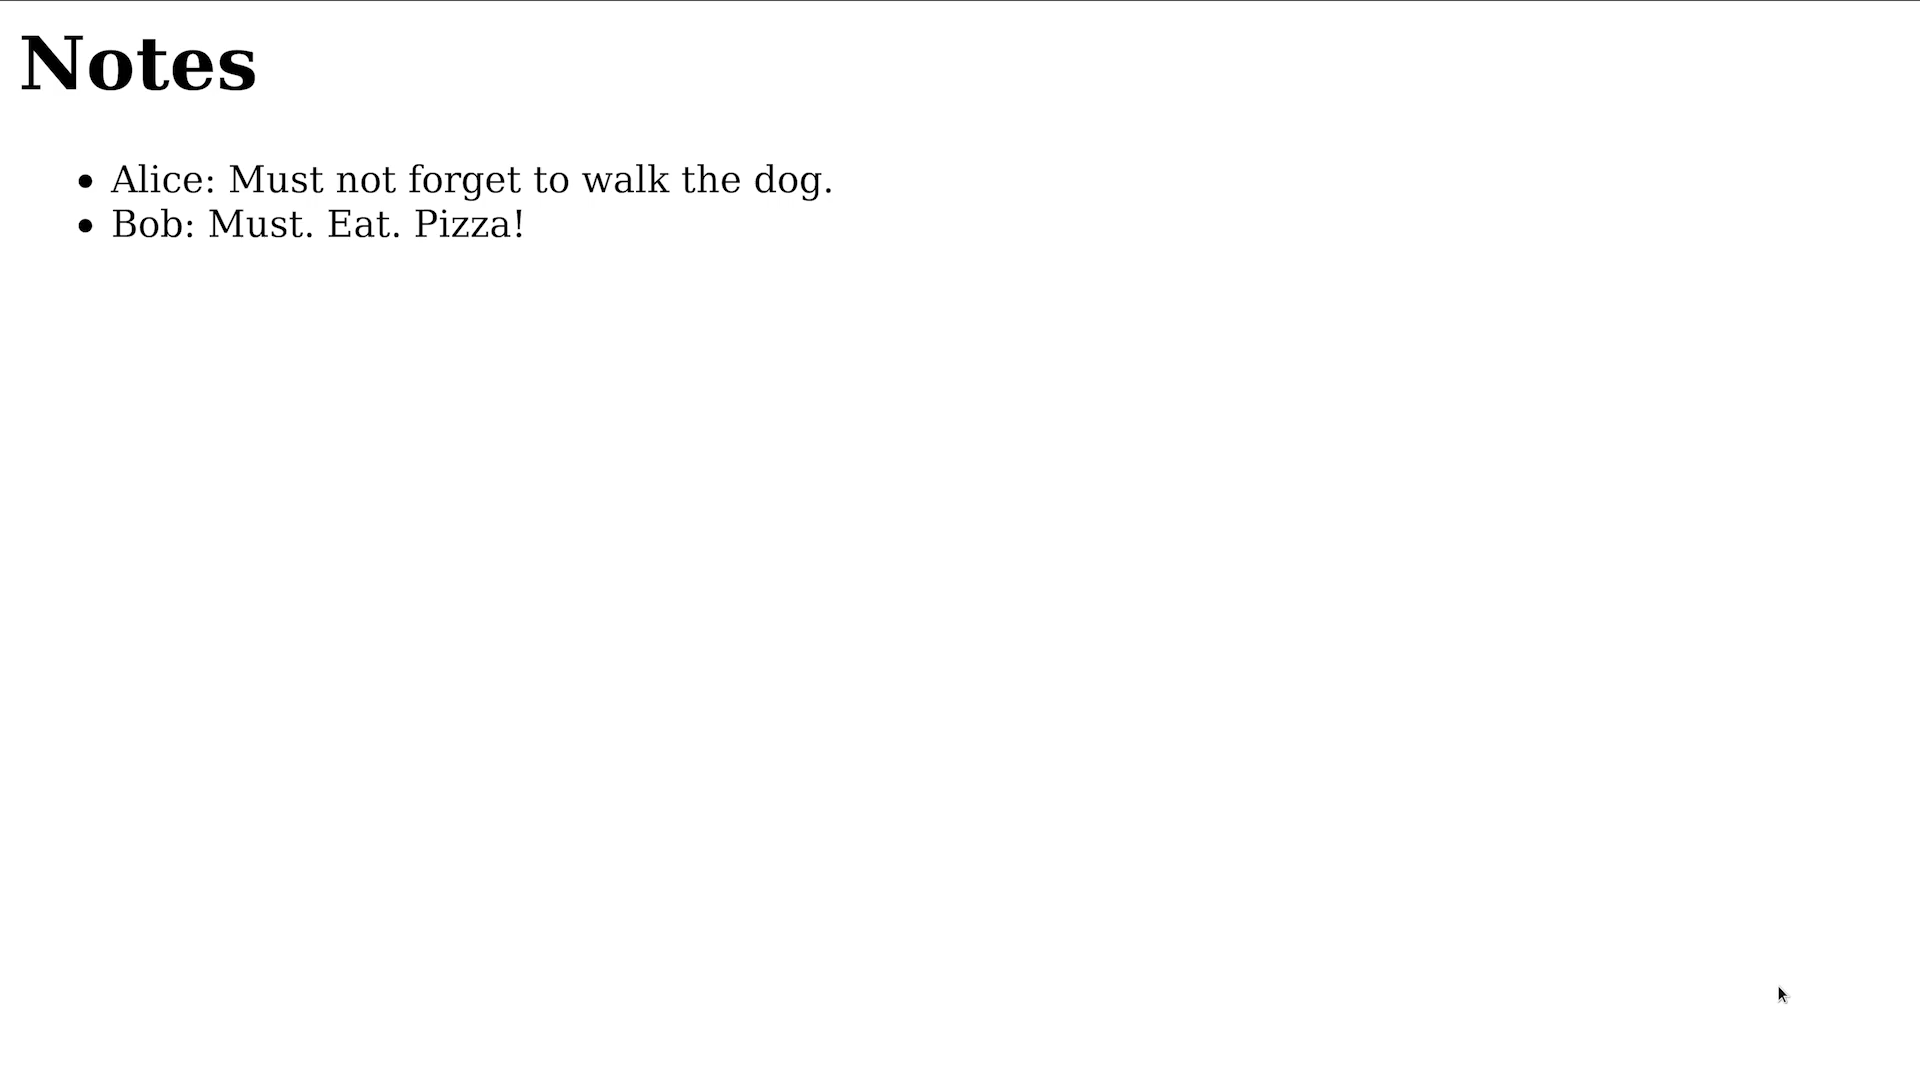 Notes
Alice: Must not forget to walk the dog.
Bob: Must. Eat. Pizza!